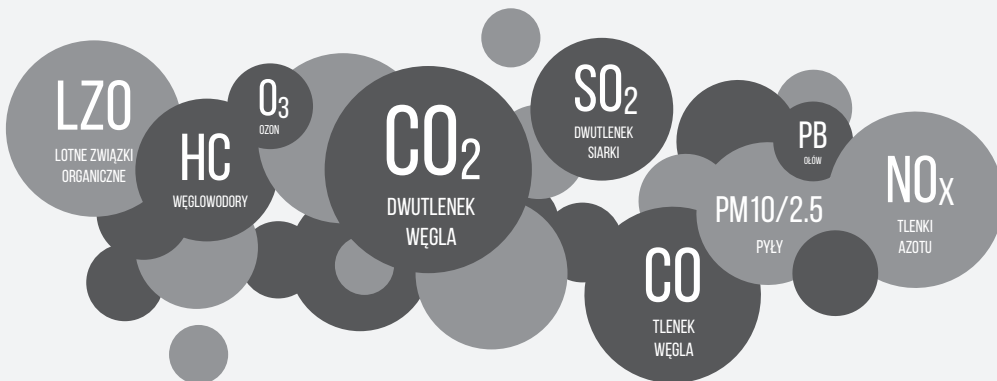 LZO
LOTNE ZWIĄZKI
ORGANICZNE
HC
WĘGLOWODORY
O3
OZON
CO2
DWUTLENEK
WĘGLA
SO2
DWUTLENEK
SIARKI
CO
TLENEK
WĘGLA
PM10/2.5
PYŁY
PB
OŁÓW
NOX
TLENKI
AZOTU